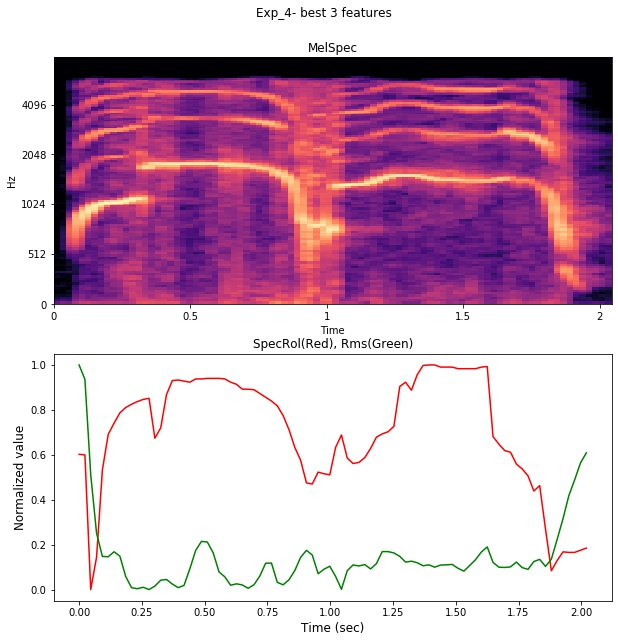 Exp_4- best 3 features
MelSpec
Hz
4096
2048
1024
512
0
0 0.5 1 1.5 2
Time
SpecRol(Red), Rms(Green)
Normalized value
1.0
0.8
0.6
0.4
0.2
0.0
0.00 0.25 0.50 0.75 1.00 1.25 1.50 1.75 2.00
Time (sec)